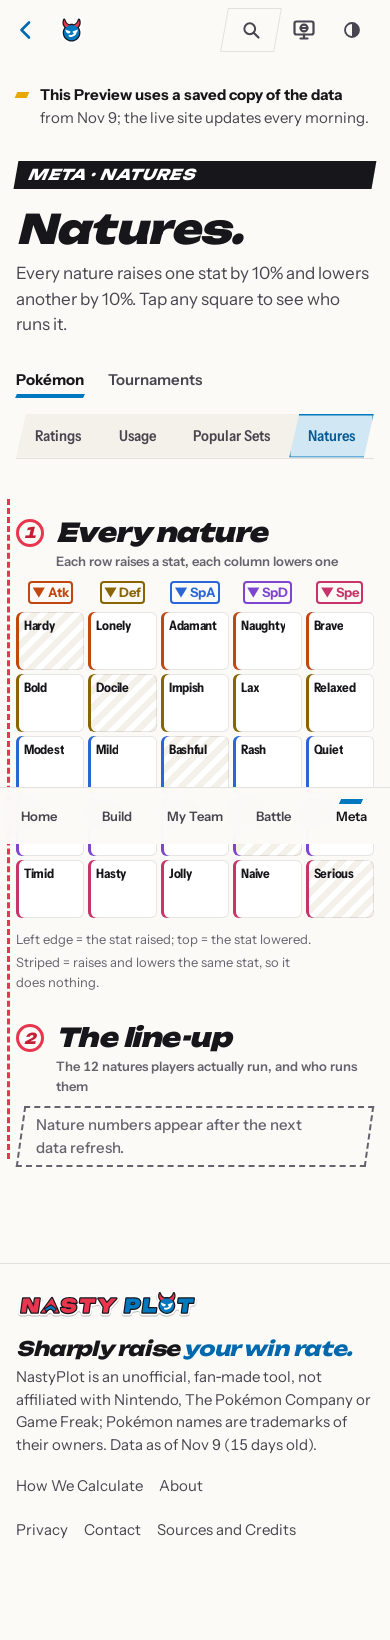 This Preview uses a saved copy of the data
from Nov 9; the live site updates every morning.
META · NATURES
Natures.
Every nature raises one stat by 10% and lowers
another by 10%. Tap any square to see who
runs it.
Pokémon Tournaments
Ratings Usage Popular Sets Natures
1 Every nature
Each row raises a stat, each column lowers one
▼ Atk ▼ Def ▼ SpA ▼ SpD ▼ Spe
Hardy Lonely Adamant Naughty Brave
Bold Docile Impish Lax Relaxed
Modest Mild Bashful Rash Quiet
Home Build My Team Battle Meta
Timid Hasty Jolly Naive Serious
Left edge = the stat raised; top = the stat lowered.
Striped = raises and lowers the same stat, so it
does nothing.
2 The line-up
The 12 natures players actually run, and who runs
them
Nature numbers appear after the next
data refresh.
NASTY PLOT
Sharply raise your win rate.
NastyPlot is an unofficial, fan-made tool, not
affiliated with Nintendo, The Pokémon Company or
Game Freak; Pokémon names are trademarks of
their owners. Data as of Nov 9 (15 days old).
How We Calculate About
Privacy Contact Sources and Credits